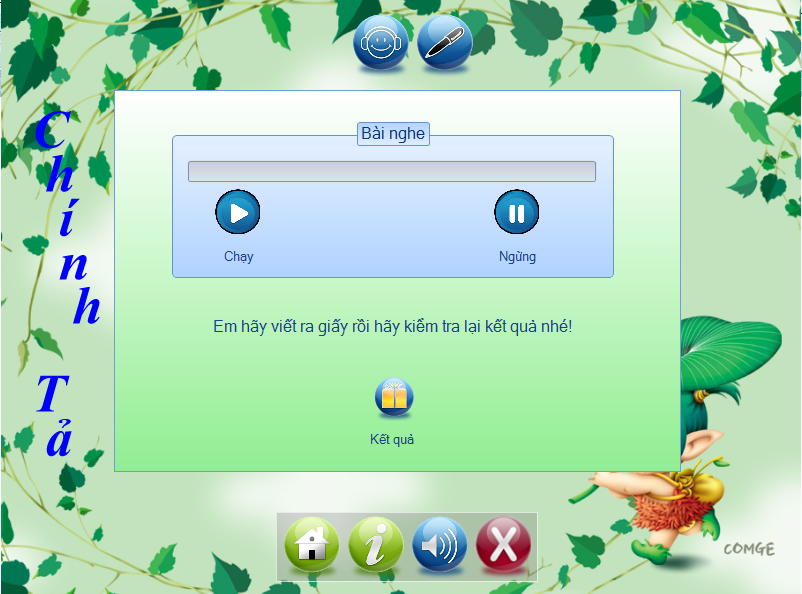 Chính
Tả
Bài nghe
Chạy
Ngừng
Em hãy viết ra giấy rồi hãy kiểm tra lại kết quả nhé!
Kết quả
COMGE